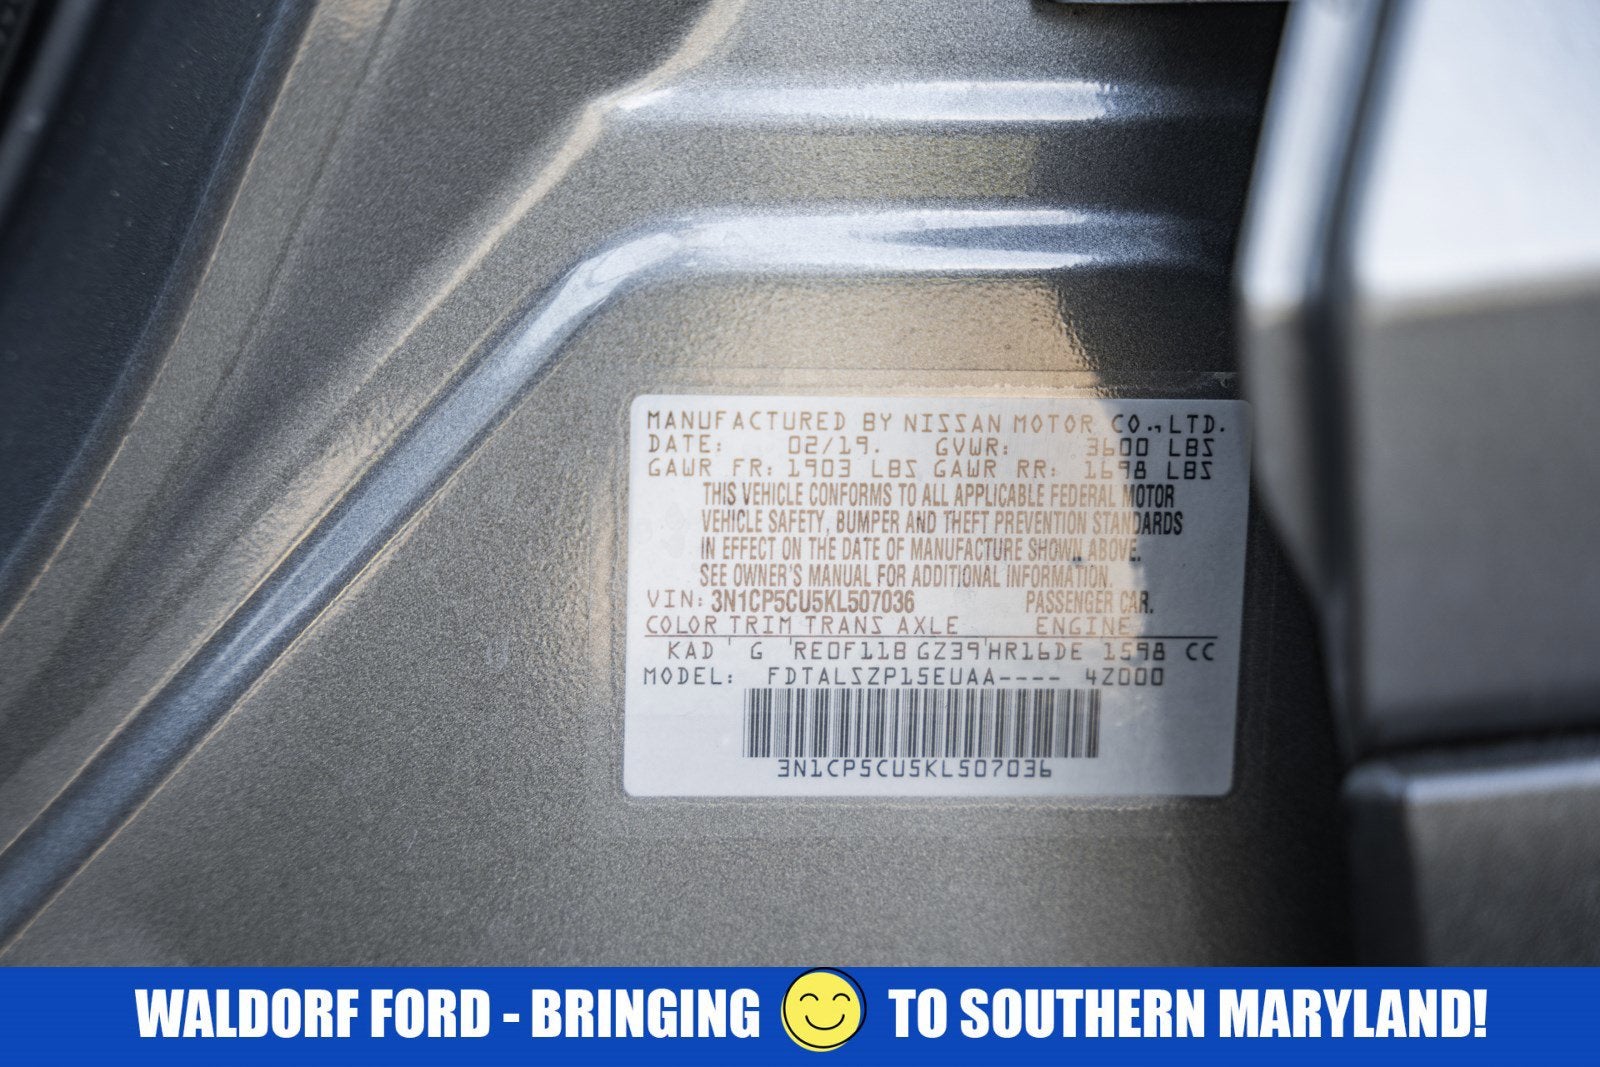 MANUFACTURED BY NISSAN MOTOR CO., LTD.
DATE: 02/19. GVWR: 3600 LBS
GAWR FR: 1903 LBS GAWR RR: 1698 LBS
THIS VEHICLE CONFORMS TO ALL APPLICABLE FEDERAL MOTOR
VEHICLE SAFETY, BUMPER AND THEFT PREVENTION STANDARDS
IN EFFECT ON THE DATE OF MANUFACTURE SHOWN ABOVE.
SEE OWNER'S MANUAL FOR ADDITIONAL INFORMATION.
VIN: 3N1CP5CU5KL507036 PASSENGER CAR.
COLOR TRIM TRANS AXLE ENGINE
KAD ' G 'RE0F11B GZ39'HR16DE 1598 CC
MODEL: FDTALSZP15EUAA---- 4Z000
3N1CP5CU5KL507036
WALDORF FORD - BRINGING TO SOUTHERN MARYLAND!